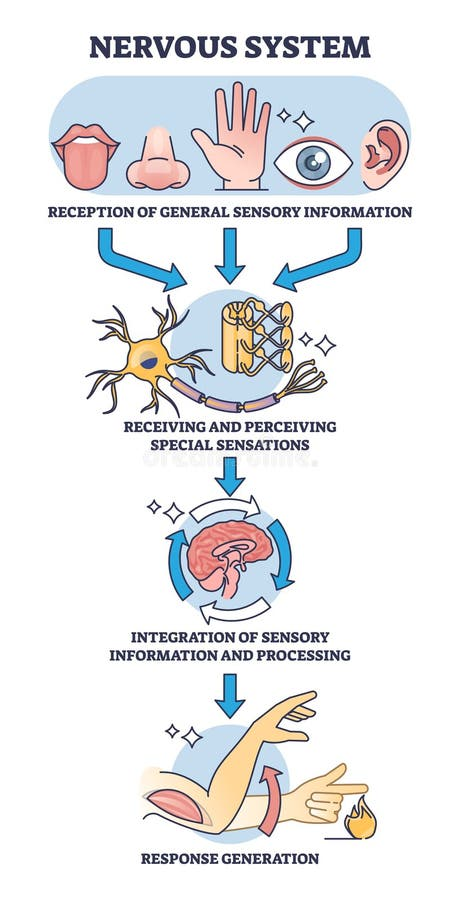 NERVOUS SYSTEM
RECEPTION OF GENERAL SENSORY INFORMATION
RECEIVING AND PERCEIVING
SPECIAL SENSATIONS
INTEGRATION OF SENSORY
INFORMATION AND PROCESSING
RESPONSE GENERATION